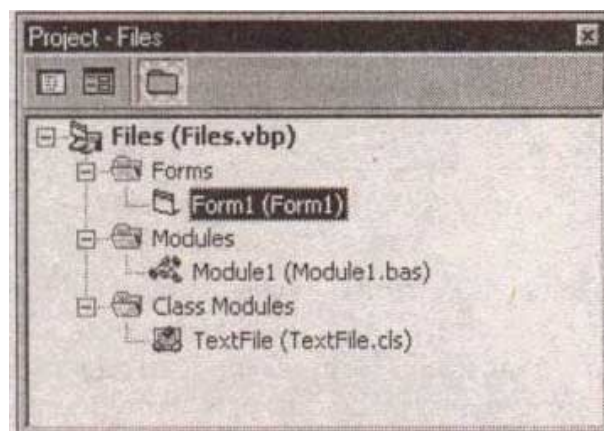 Project - Files
Files (Files.vbp)
Forms
Form1 (Form1)
Modules
Module1 (Module1.bas)
Class Modules
TextFile (TextFile.cls)